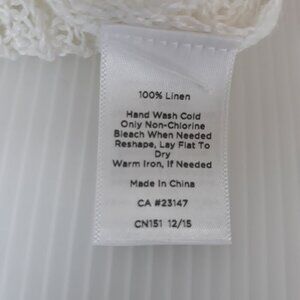 100% Linen
Hand Wash Cold
Only Non-Chlorine
Bleach When Needed
Reshape, Lay Flat To
Dry
Warm Iron, If Needed
Made In China
CA #23147
CN151 12/15